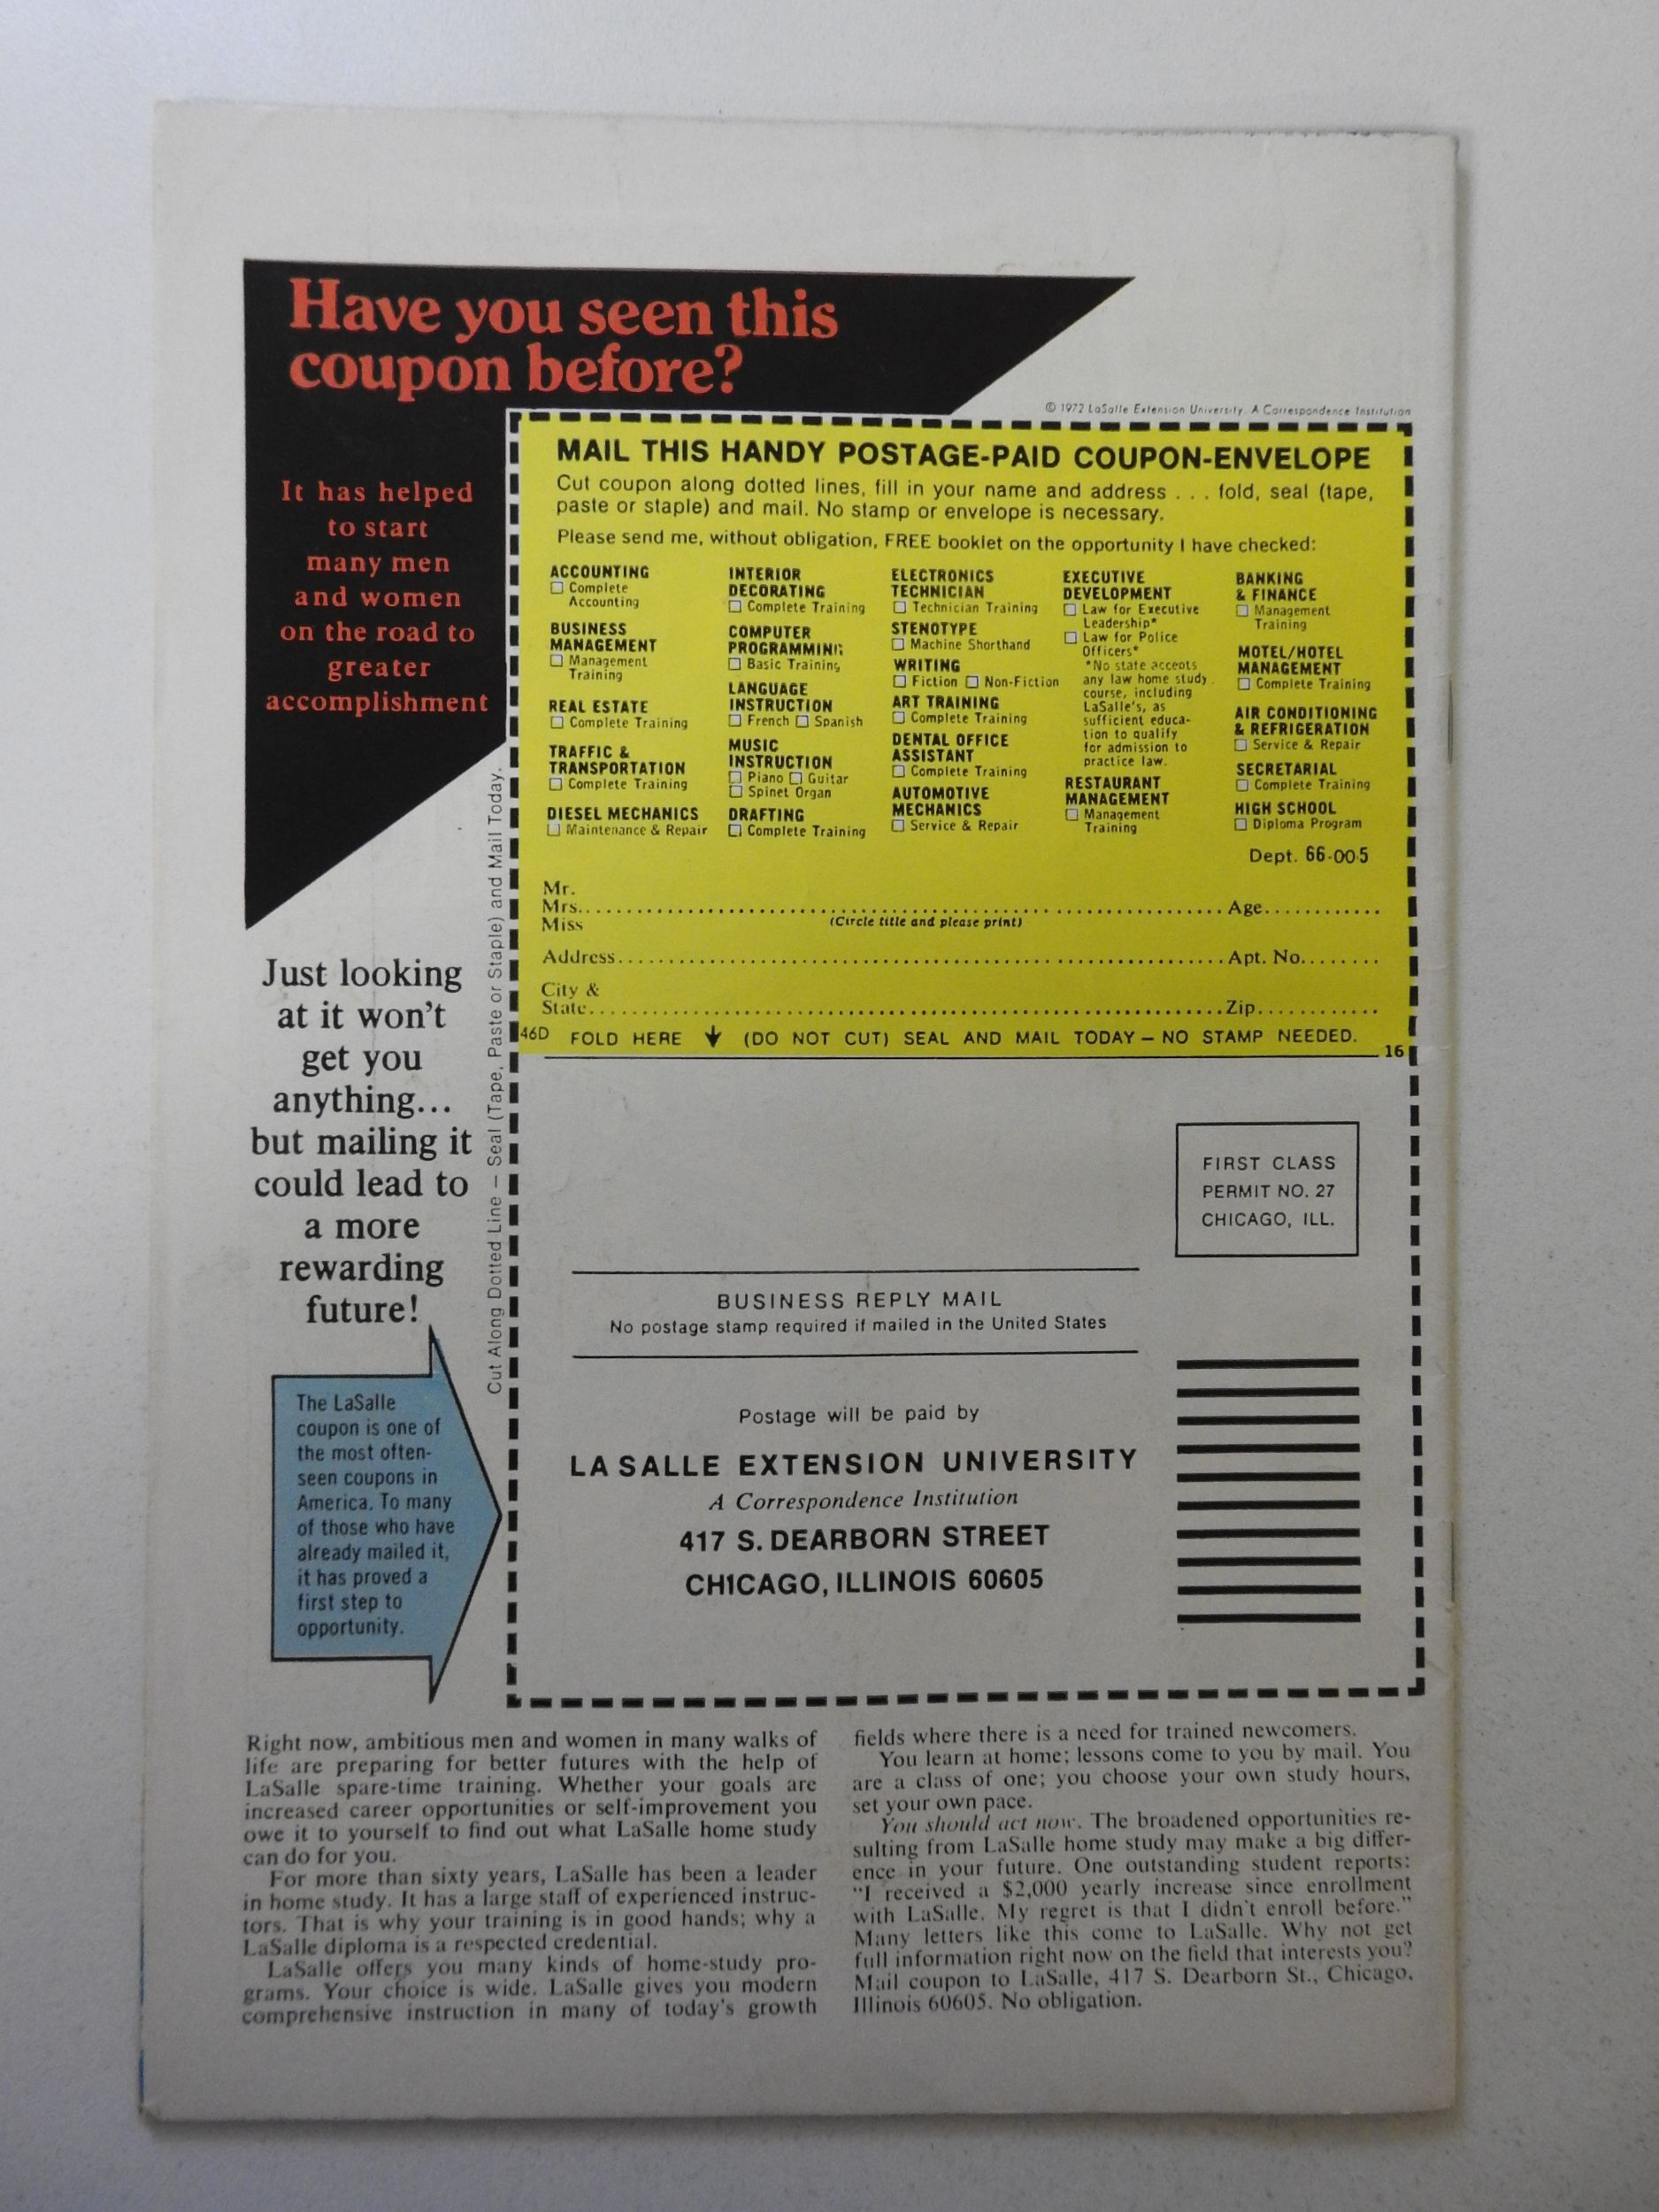 Have you seen this
coupon before?
It has helped
to start
many men
and women
on the road to
greater
accomplishment
© 1972 LaSalle Extension University. A Correspondence Institution
MAIL THIS HANDY POSTAGE-PAID COUPON-ENVELOPE
Cut coupon along dotted lines, fill in your name and address . . . fold, seal (tape,
paste or staple) and mail. No stamp or envelope is necessary.
Please send me, without obligation, FREE booklet on the opportunity I have checked:
ACCOUNTING
Complete
Accounting
BUSINESS
MANAGEMENT
Management
Training
REAL ESTATE
Complete Training
TRAFFIC &
TRANSPORTATION
Complete Training
DIESEL MECHANICS
Maintenance & Repair
INTERIOR
DECORATING
Complete Training
COMPUTER
PROGRAMMING
Basic Training
LANGUAGE
INSTRUCTION
French Spanish
MUSIC
INSTRUCTION
Piano Guitar
Spinet Organ
DRAFTING
Complete Training
ELECTRONICS
TECHNICIAN
Technician Training
STENOTYPE
Machine Shorthand
WRITING
Fiction Non-Fiction
ART TRAINING
Complete Training
DENTAL OFFICE
ASSISTANT
Complete Training
AUTOMOTIVE
MECHANICS
Service & Repair
EXECUTIVE
DEVELOPMENT
Law for Executive
Leadership*
Law for Police
Officers*
*No state accepts
any law home study
course, including
LaSalle's, as
sufficient educa-
tion to qualify
for admission to
practice law.
RESTAURANT
MANAGEMENT
Management
Training
BANKING
& FINANCE
Management
Training
MOTEL/HOTEL
MANAGEMENT
Complete Training
AIR CONDITIONING
& REFRIGERATION
Service & Repair
SECRETARIAL
Complete Training
HIGH SCHOOL
Diploma Program
Dept. 66-005
Mr.
Mrs. Age
Miss (Circle title and please print)
Address Apt. No.
City &
State Zip
46D FOLD HERE (DO NOT CUT) SEAL AND MAIL TODAY – NO STAMP NEEDED.
16
Cut Along Dotted Line – Seal (Tape, Paste or Staple) and Mail Today.
Just looking
at it won't
get you
anything...
but mailing it
could lead to
a more
rewarding
future!
FIRST CLASS
PERMIT NO. 27
CHICAGO, ILL.
BUSINESS REPLY MAIL
No postage stamp required if mailed in the United States
Postage will be paid by
LA SALLE EXTENSION UNIVERSITY
A Correspondence Institution
417 S. DEARBORN STREET
CHICAGO, ILLINOIS 60605
The LaSalle
coupon is one of
the most often-
seen coupons in
America. To many
of those who have
already mailed it,
it has proved a
first step to
opportunity.
Right now, ambitious men and women in many walks of
life are preparing for better futures with the help of
LaSalle spare-time training. Whether your goals are
increased career opportunities or self-improvement you
owe it to yourself to find out what LaSalle home study
can do for you.
For more than sixty years, LaSalle has been a leader
in home study. It has a large staff of experienced instruc-
tors. That is why your training is in good hands; why a
LaSalle diploma is a respected credential.
LaSalle offers you many kinds of home-study pro-
grams. Your choice is wide. LaSalle gives you modern
comprehensive instruction in many of today's growth
fields where there is a need for trained newcomers.
You learn at home; lessons come to you by mail. You
are a class of one; you choose your own study hours,
set your own pace.
You should act now. The broadened opportunities re-
sulting from LaSalle home study may make a big differ-
ence in your future. One outstanding student reports:
"I received a $2,000 yearly increase since enrollment
with LaSalle. My regret is that I didn't enroll before."
Many letters like this come to LaSalle. Why not get
full information right now on the field that interests you?
Mail coupon to LaSalle, 417 S. Dearborn St., Chicago,
Illinois 60605. No obligation.